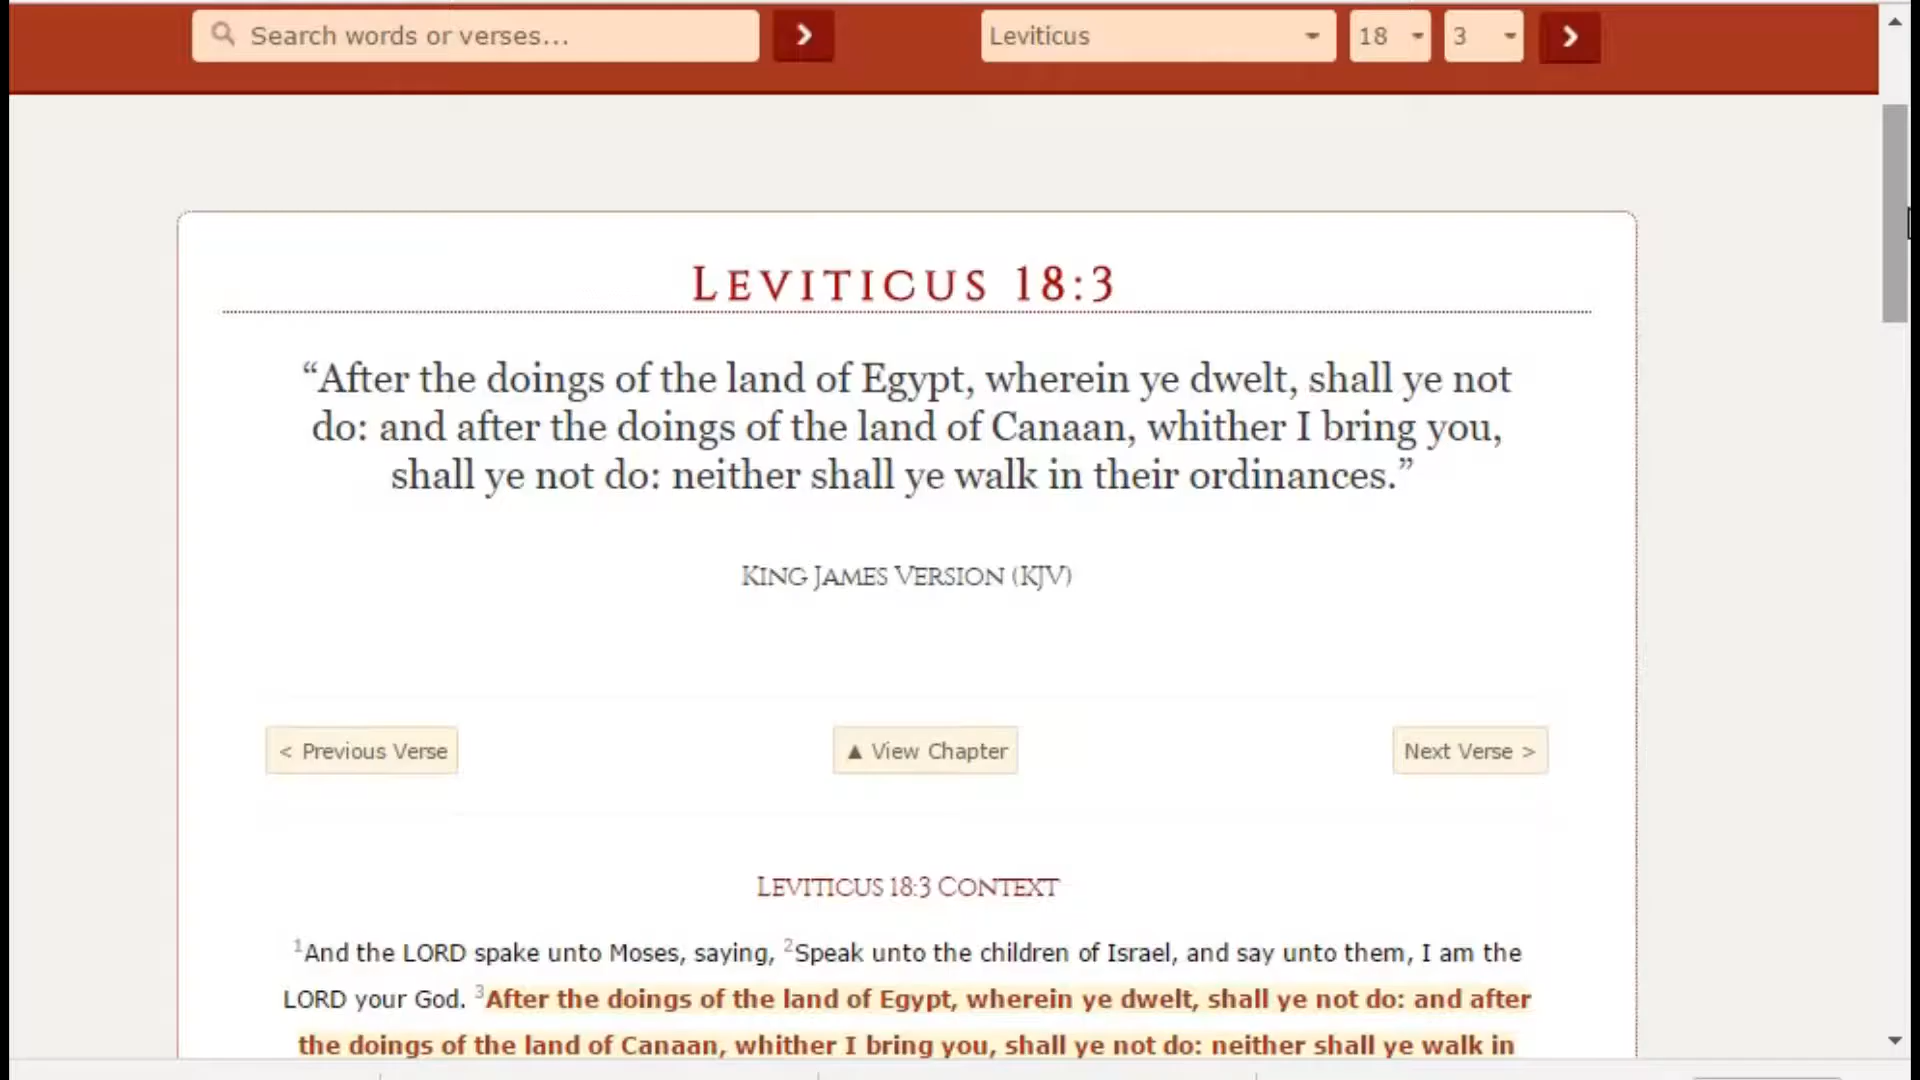 Search words or verses...
Leviticus
18
3
LEVITICUS 18:3
“After the doings of the land of Egypt, wherein ye dwelt, shall ye not
do: and after the doings of the land of Canaan, whither I bring you,
shall ye not do: neither shall ye walk in their ordinances.”
KING JAMES VERSION (KJV)
< Previous Verse
▲ View Chapter
Next Verse >
LEVITICUS 18:3 CONTEXT
1And the LORD spake unto Moses, saying, 2Speak unto the children of Israel, and say unto them, I am the
LORD your God. 3After the doings of the land of Egypt, wherein ye dwelt, shall ye not do: and after
the doings of the land of Canaan, whither I bring you, shall ye not do: neither shall ye walk in